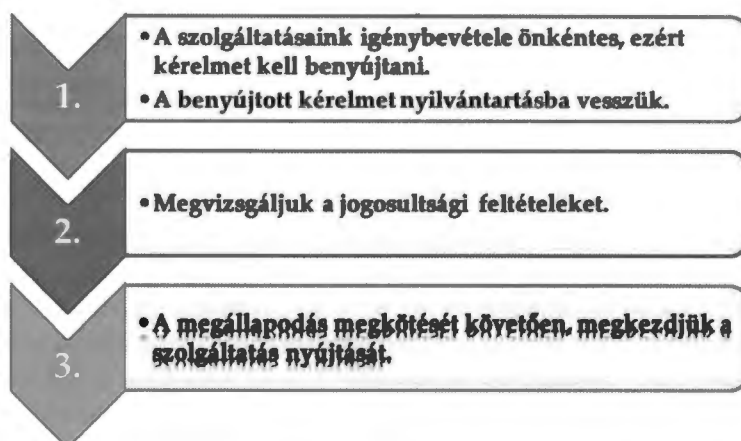 1.
• A szolgáltatásaink igénybevétele önkéntes, ezért
kérelmet kell benyújtani.
• A benyújtott kérelmet nyilvántartásba vesszük.
2.
• Megvizsgáljuk a jogosultsági feltételeket.
3.
• A megállapodás megkötését követően, megkezdjük a
szolgáltatás nyújtását.